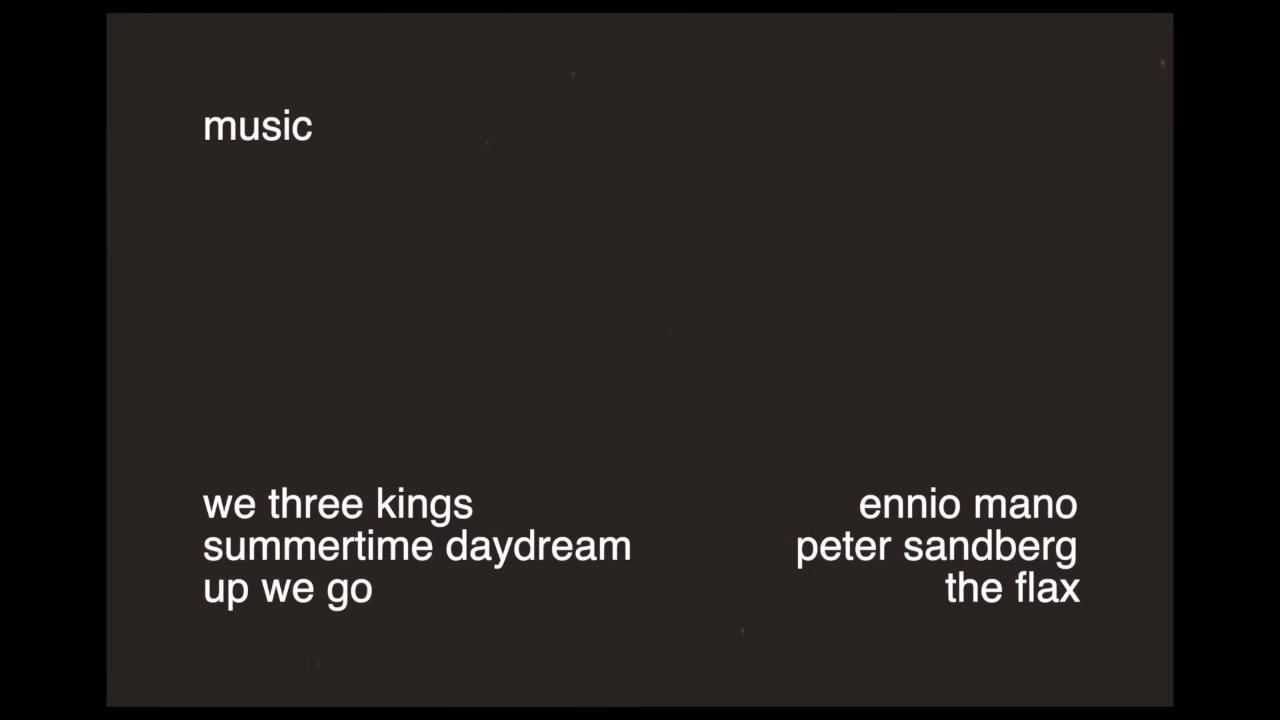 music
we three kings ennio mano
summertime daydream peter sandberg
up we go the flax